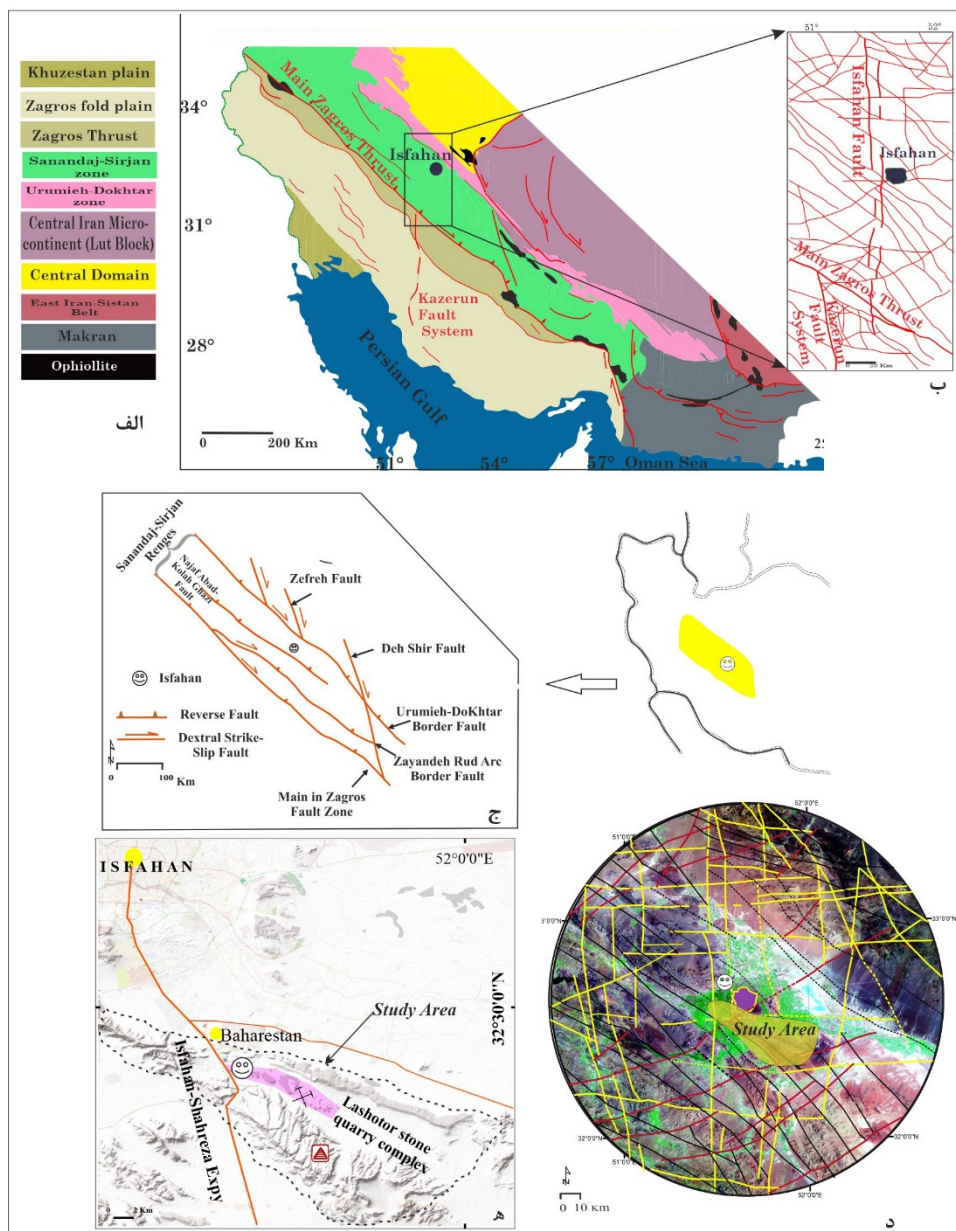 Khuzestan plain
Zagros fold plain
Zagros Thrust
Sanandaj-Sirjan
zone
Urumieh-Dokhtar
zone
Central Iran Micro-
continent (Lut Block)
Central Domain
East Iran-Sistan
Belt
Makran
Ophiollite
الف
34°
31°
28°
Main Zagros Thrust
Isfahan
Kazerun
Fault
System
Persian Gulf
0 200 Km
51°
54°
57°
Oman Sea
51° 52°
Isfahan Fault
Isfahan
Main Zagros Thrust
Kazerun
Fault
System
ب
Sanandaj-Sirjan
Renges
Najaf Abad-
Kolah Ghazi
Fault
Zefreh Fault
Deh Shir Fault
Isfahan
Reverse Fault
Dextral Strike-
Slip Fault
N
0 100 Km
Urumieh-DoKhtar
Border Fault
Zayandeh Rud Arc
Border Fault
Main in Zagros
Fault Zone
ج
ISFAHAN
52°0'0"E
32°30'0"N
Study Area
Baharestan
Isfahan-Shahreza Expy
Lashotor stone
quarry complex
0 2 Km
ه
52°0'0"E
33°0'0"N
Study Area
32°0'0"N
32°0'0"N
51°0'0"E
52°0'0"E
N
0 10 KM
د